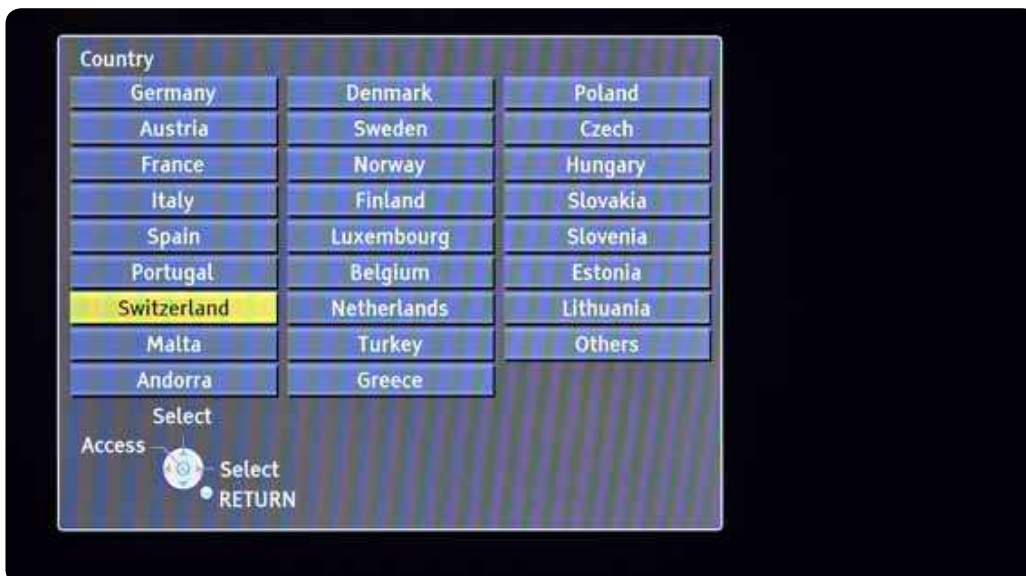 Country
Germany Denmark Poland
Austria Sweden Czech
France Norway Hungary
Italy Finland Slovakia
Spain Luxembourg Slovenia
Portugal Belgium Estonia
Switzerland Netherlands Lithuania
Malta Turkey Others
Andorra Greece
Select
Access
Select
RETURN